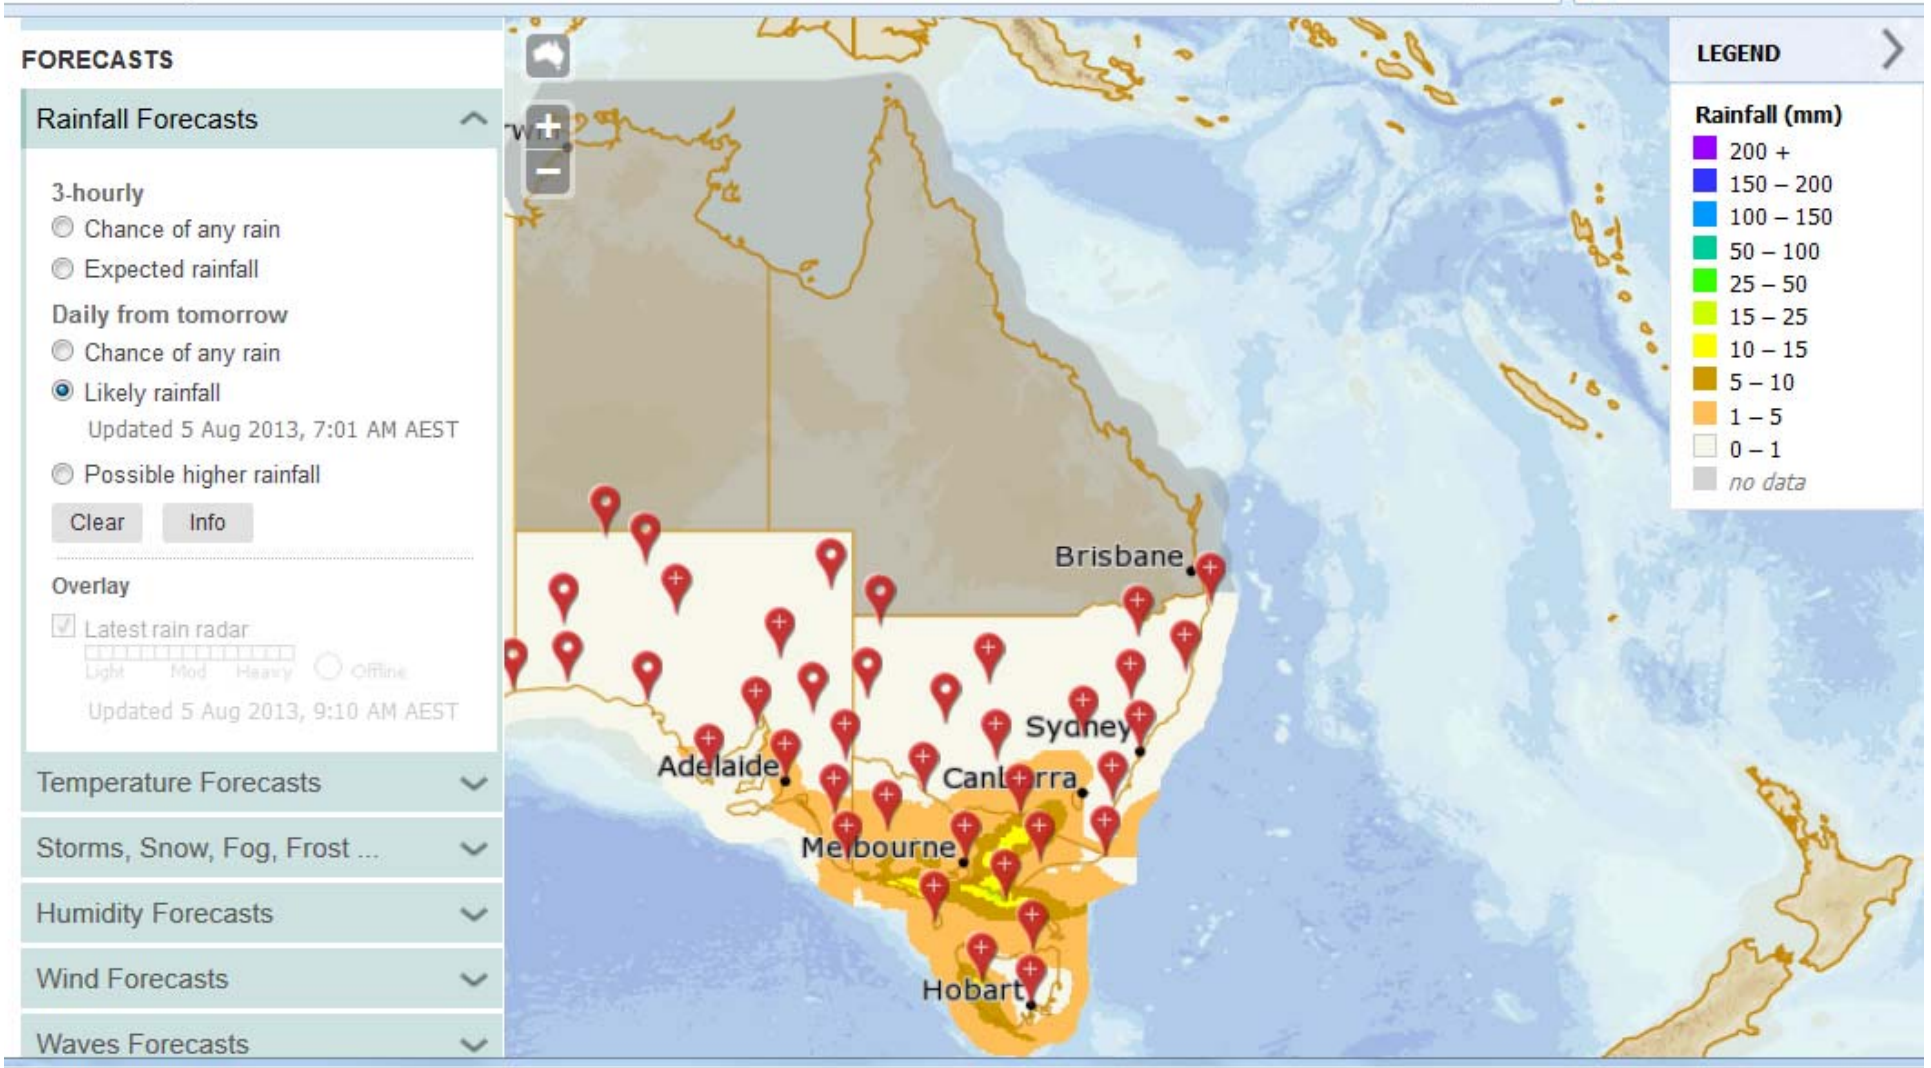 FORECASTS
Rainfall Forecasts
3-hourly
Chance of any rain
Expected rainfall
Daily from tomorrow
Chance of any rain
Likely rainfall
Updated 5 Aug 2013, 7:01 AM AEST
Possible higher rainfall
Clear Info
Overlay
Latest rain radar
Light Mod Heavy Offline
Updated 5 Aug 2013, 9:10 AM AEST
Temperature Forecasts
Storms, Snow, Fog, Frost ...
Humidity Forecasts
Wind Forecasts
Waves Forecasts
+
−
Brisbane
Sydney
Adelaide
Canberra
Melbourne
Hobart
LEGEND
Rainfall (mm)
200 +
150 – 200
100 – 150
50 – 100
25 – 50
15 – 25
10 – 15
5 – 10
1 – 5
0 – 1
no data